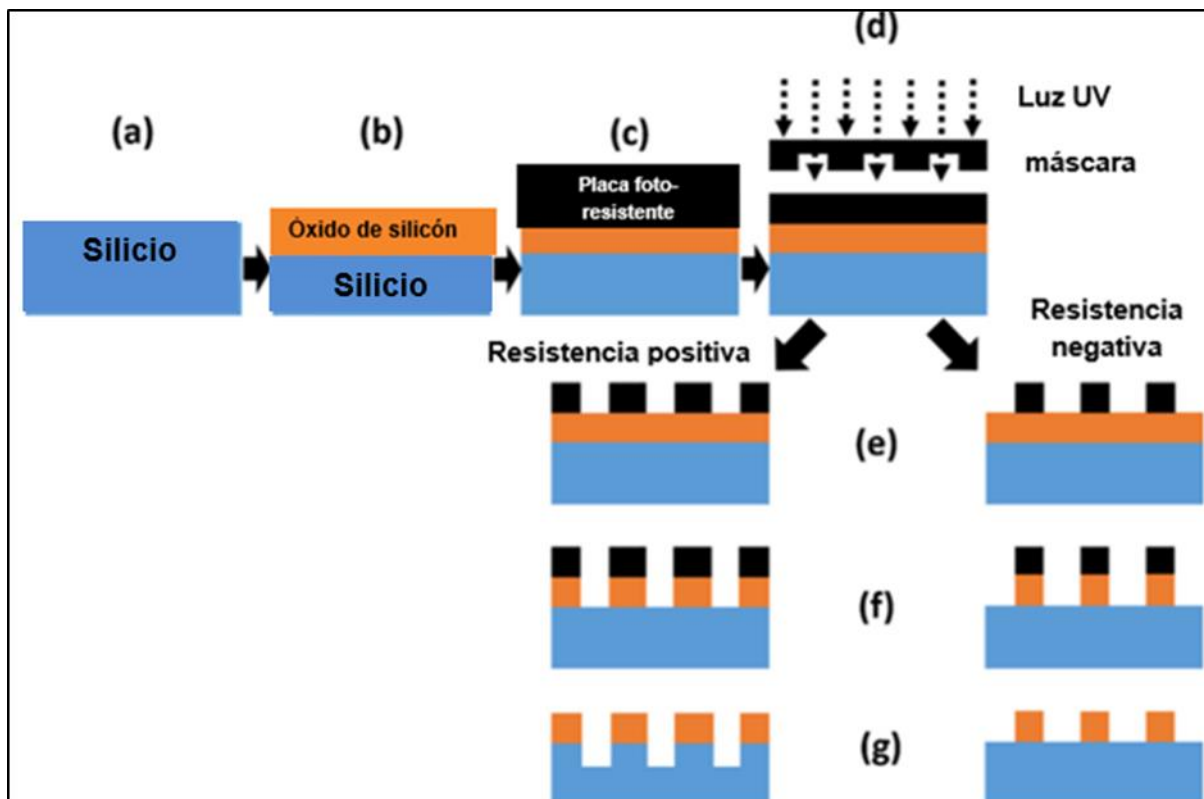 (d)
Luz UV
(a)
(b)
(c)
máscara
Placa foto-
resistente
Silicio
Óxido de silicón
Silicio
Resistencia positiva
Resistencia
negativa
(e)
(f)
(g)